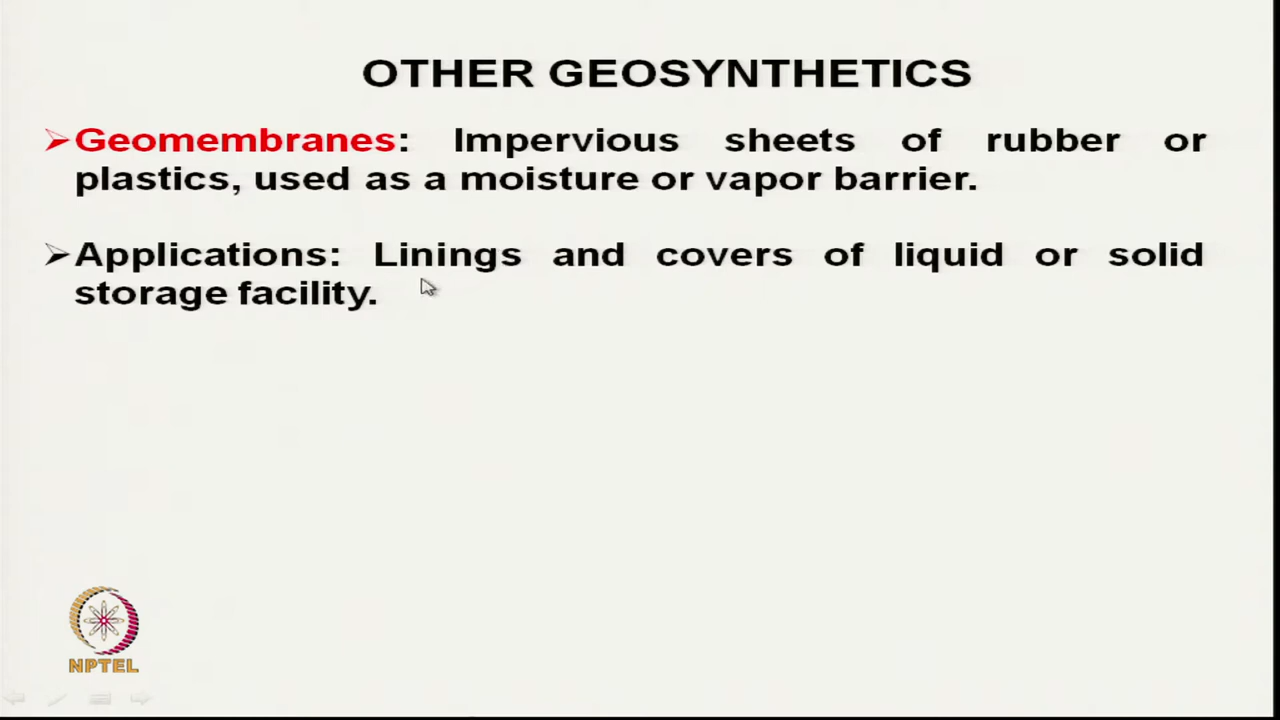 OTHER GEOSYNTHETICS
➢Geomembranes: Impervious sheets of rubber or
plastics, used as a moisture or vapor barrier.
➢Applications: Linings and covers of liquid or solid
storage facility.
NPTEL